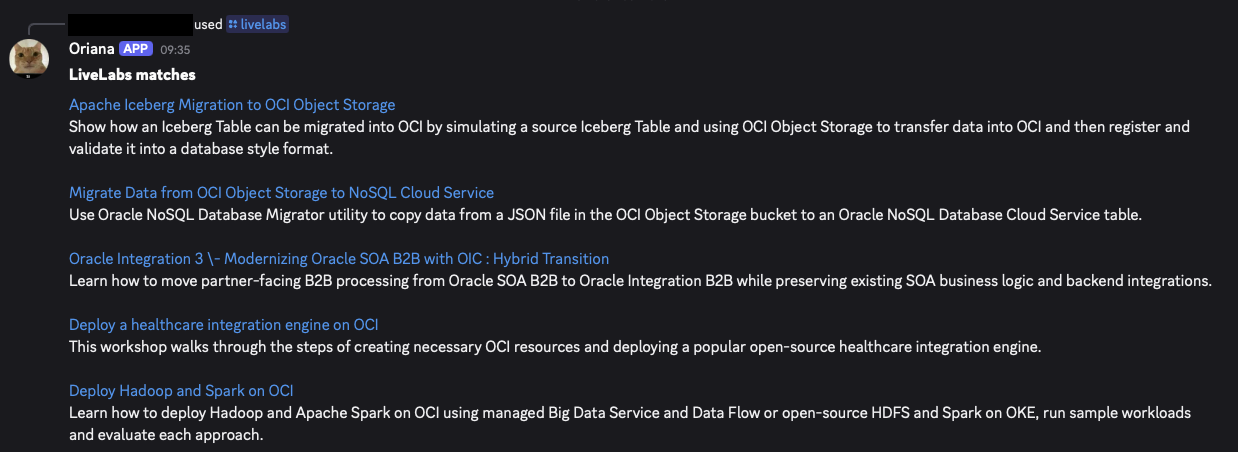 used livelabs
Oriana APP 09:35
LiveLabs matches
Apache Iceberg Migration to OCI Object Storage
Show how an Iceberg Table can be migrated into OCI by simulating a source Iceberg Table and using OCI Object Storage to transfer data into OCI and then register and
validate it into a database style format.
Migrate Data from OCI Object Storage to NoSQL Cloud Service
Use Oracle NoSQL Database Migrator utility to copy data from a JSON file in the OCI Object Storage bucket to an Oracle NoSQL Database Cloud Service table.
Oracle Integration 3 \- Modernizing Oracle SOA B2B with OIC : Hybrid Transition
Learn how to move partner-facing B2B processing from Oracle SOA B2B to Oracle Integration B2B while preserving existing SOA business logic and backend integrations.
Deploy a healthcare integration engine on OCI
This workshop walks through the steps of creating necessary OCI resources and deploying a popular open-source healthcare integration engine.
Deploy Hadoop and Spark on OCI
Learn how to deploy Hadoop and Apache Spark on OCI using managed Big Data Service and Data Flow or open-source HDFS and Spark on OKE, run sample workloads
and evaluate each approach.